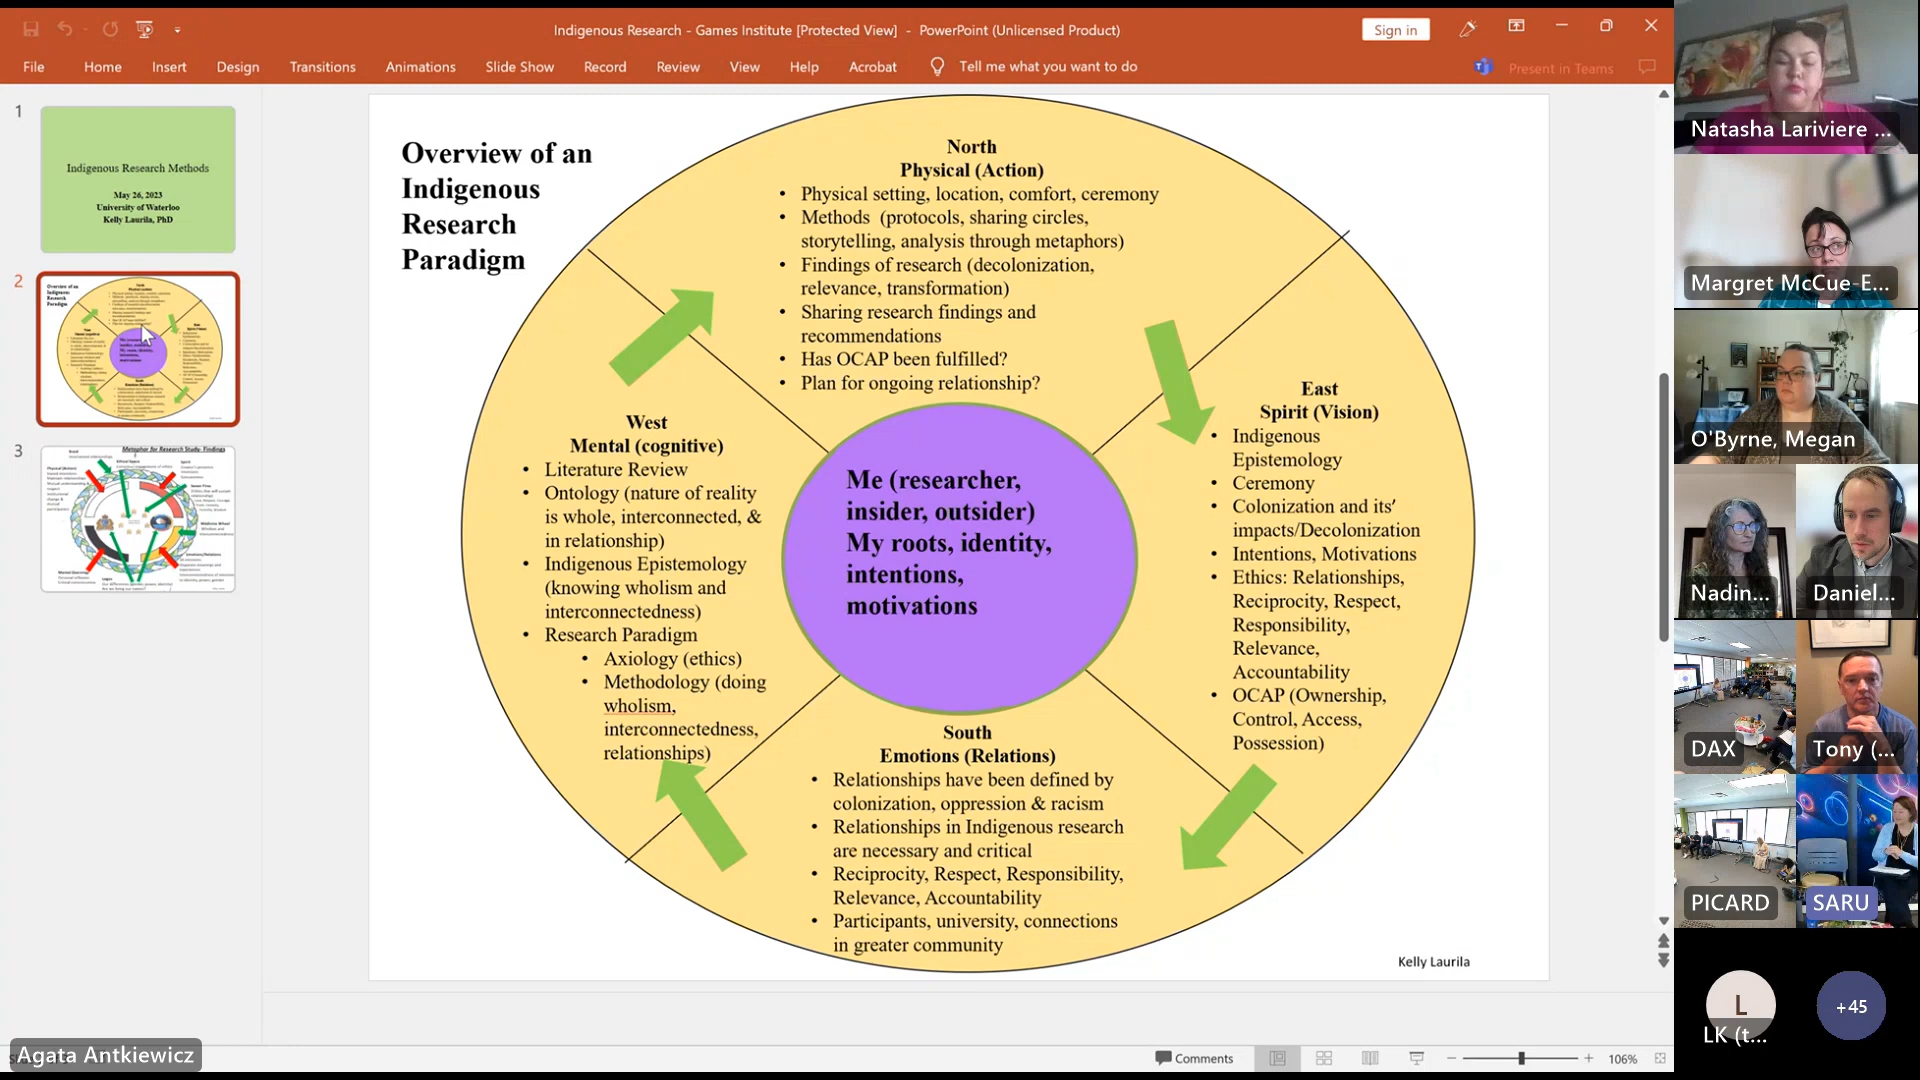 Indigenous Research - Games Institute [Protected View] - PowerPoint (Unlicensed Product)
Sign in
File Home Insert Design Transitions Animations Slide Show Record Review View Help Acrobat Tell me what you want to do
Present in Teams
1
Indigenous Research Methods
May 26, 2023
University of Waterloo
Kelly Laurila, PhD
2
3
Metaphor for Research Study- Findings
Overview of an
Indigenous
Research
Paradigm
North
Physical (Action)
• Physical setting, location, comfort, ceremony
• Methods (protocols, sharing circles,
storytelling, analysis through metaphors)
• Findings of research (decolonization,
relevance, transformation)
• Sharing research findings and
recommendations
• Has OCAP been fulfilled?
• Plan for ongoing relationship?
East
Spirit (Vision)
• Indigenous
Epistemology
• Ceremony
• Colonization and its’
impacts/Decolonization
• Intentions, Motivations
• Ethics: Relationships,
Reciprocity, Respect,
Responsibility,
Relevance,
Accountability
• OCAP (Ownership,
Control, Access,
Possession)
South
Emotions (Relations)
• Relationships have been defined by
colonization, oppression & racism
• Relationships in Indigenous research
are necessary and critical
• Reciprocity, Respect, Responsibility,
Relevance, Accountability
• Participants, university, connections
in greater community
West
Mental (cognitive)
• Literature Review
• Ontology (nature of reality
is whole, interconnected, &
in relationship)
• Indigenous Epistemology
(knowing wholism and
interconnectedness)
• Research Paradigm
• Axiology (ethics)
• Methodology (doing
wholism,
interconnectedness,
relationships)
Me (researcher,
insider, outsider)
My roots, identity,
intentions,
motivations
Kelly Laurila
Agata Antkiewicz
Comments
106%
Natasha Lariviere ...
Margret McCue-E...
O'Byrne, Megan
Nadin...
Daniel...
DAX
Tony (...
PICARD
SARU
L
LK (t...
+45